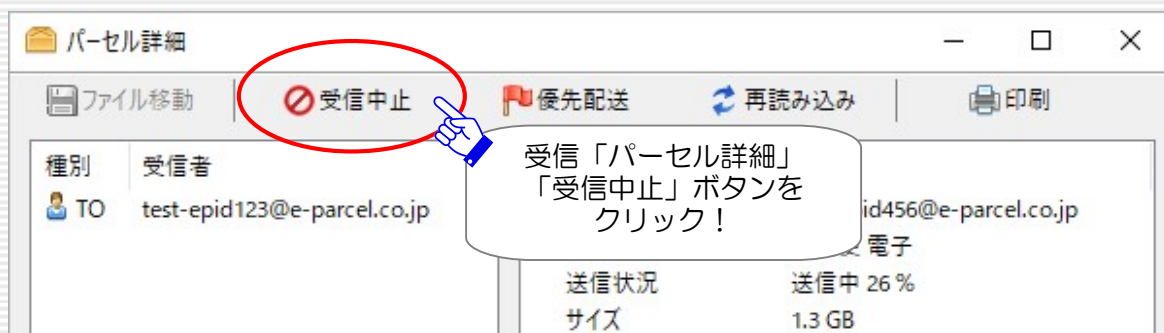 パーセル詳細
ファイル移動 受信中止 優先配送 再読み込み 印刷
種別 受信者
TO test-epid123@e-parcel.co.jp
受信「パーセル詳細」
「受信中止」ボタンを
クリック!
id456@e-parcel.co.jp
電子
送信状況 送信中 26 %
サイズ 1.3 GB